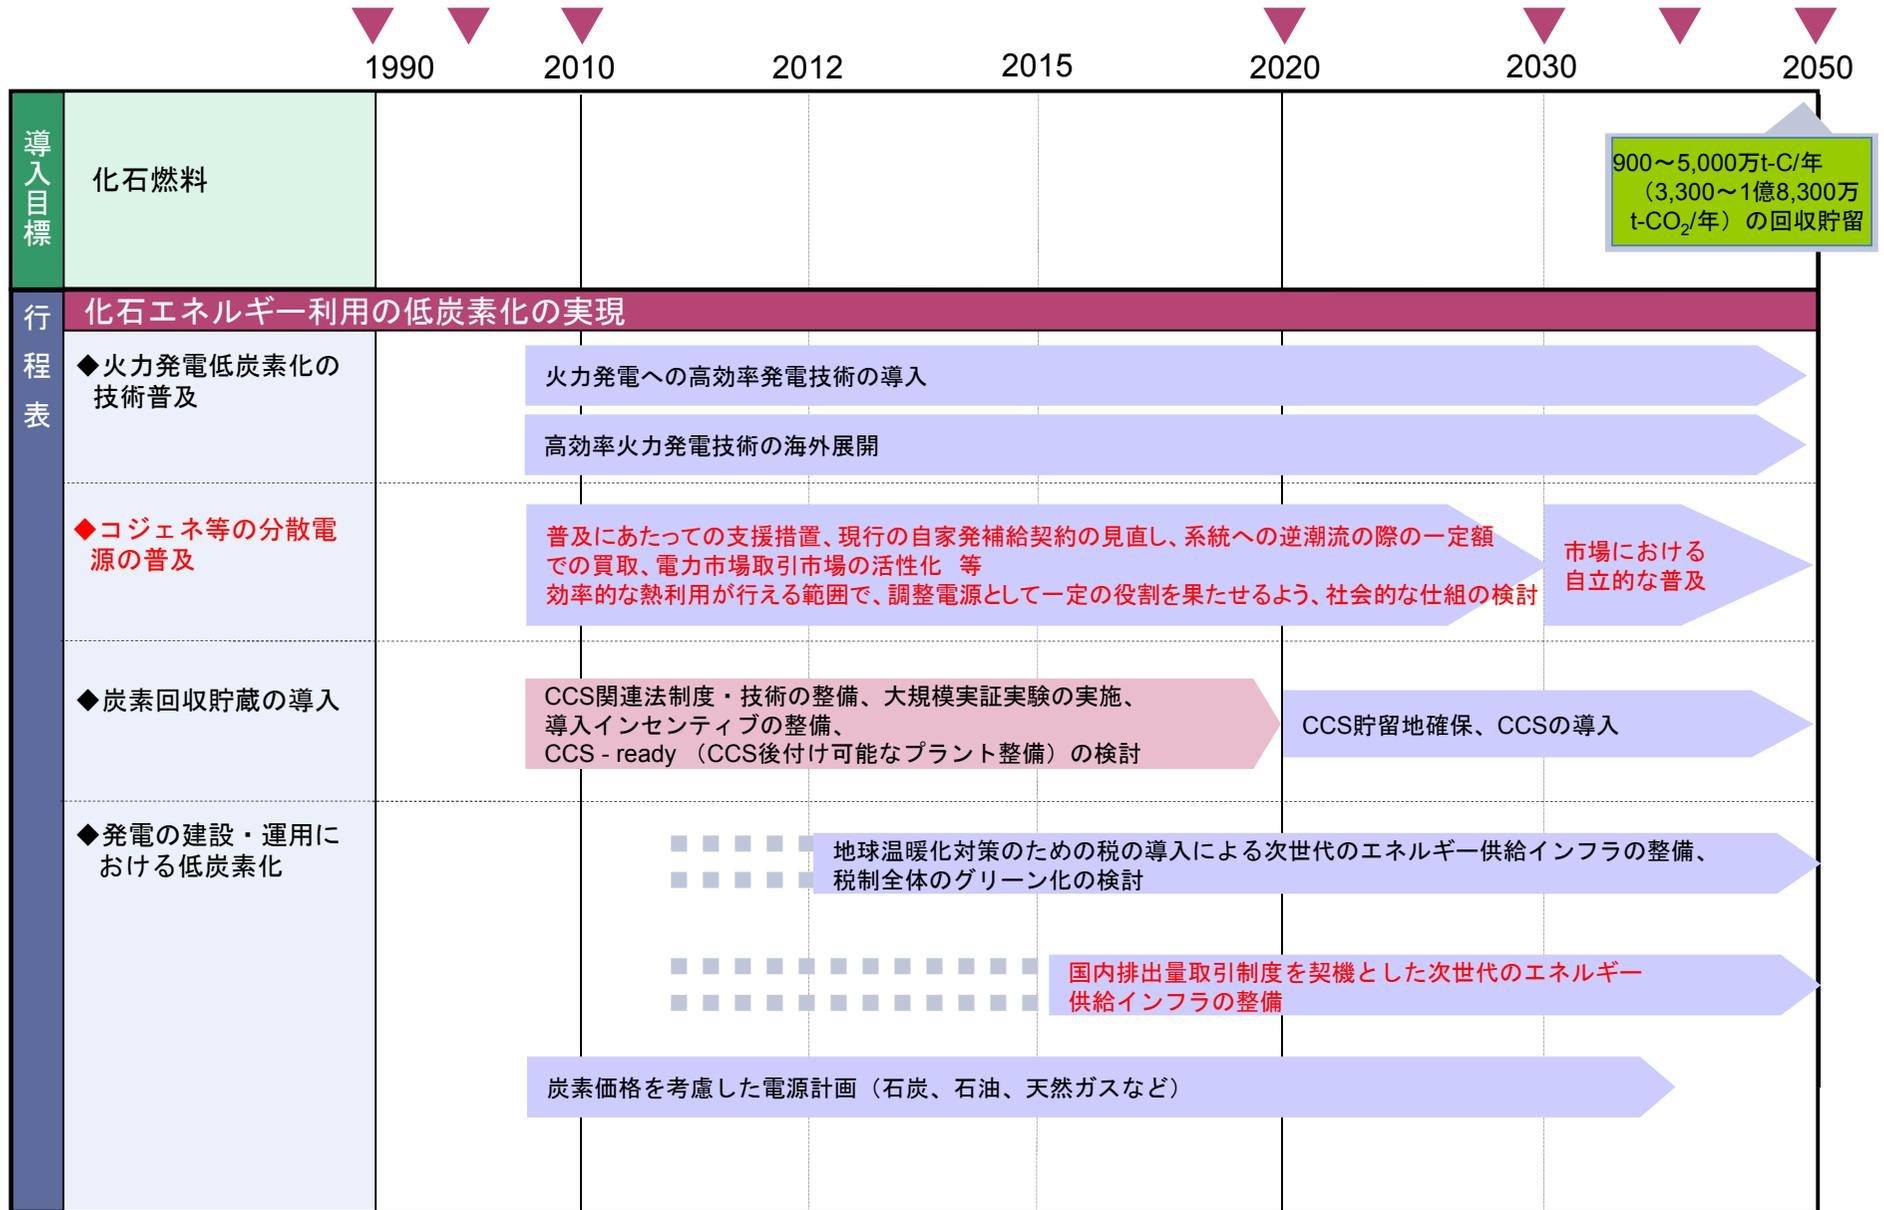 1990 2010 2012 2015 2020 2030 2050
導入目標
化石燃料
900～5,000万t-C/年
（3,300～1億8,300万
t-CO₂/年）の回収貯留
行程表
化石エネルギー利用の低炭素化の実現
◆火力発電低炭素化の
技術普及
火力発電への高効率発電技術の導入
高効率火力発電技術の海外展開
◆コジェネ等の分散電
源の普及
普及にあたっての支援措置、現行の自家発補給契約の見直し、系統への逆潮流の際の一定額
での買取、電力市場取引市場の活性化 等
効率的な熱利用が行える範囲で、調整電源として一定の役割を果たせるよう、社会的な仕組の検討
市場における
自立的な普及
◆炭素回収貯蔵の導入
CCS関連法制度・技術の整備、大規模実証実験の実施、
導入インセンティブの整備、
CCS - ready （CCS後付け可能なプラント整備）の検討
CCS貯留地確保、CCSの導入
◆発電の建設・運用に
おける低炭素化
地球温暖化対策のための税の導入による次世代のエネルギー供給インフラの整備、
税制全体のグリーン化の検討
国内排出量取引制度を契機とした次世代のエネルギー
供給インフラの整備
炭素価格を考慮した電源計画（石炭、石油、天然ガスなど）